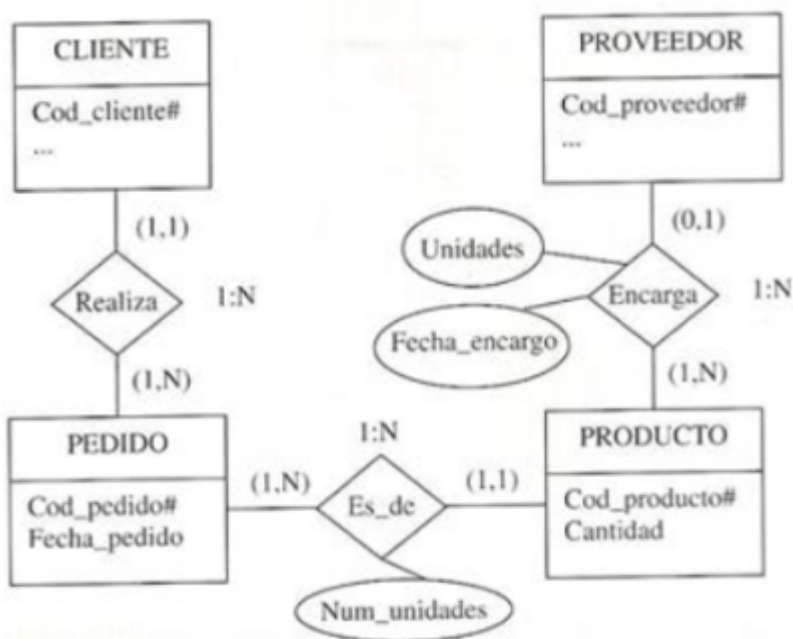 CLIENTE
Cod_cliente#
...
PROVEEDOR
Cod_proveedor#
...
(1,1)
(0,1)
Unidades
Realiza
1:N
Encarga
1:N
Fecha_encargo
(1,N)
(1,N)
PEDIDO
Cod_pedido#
Fecha_pedido
1:N
(1,N)
Es_de
(1,1)
PRODUCTO
Cod_producto#
Cantidad
Num_unidades